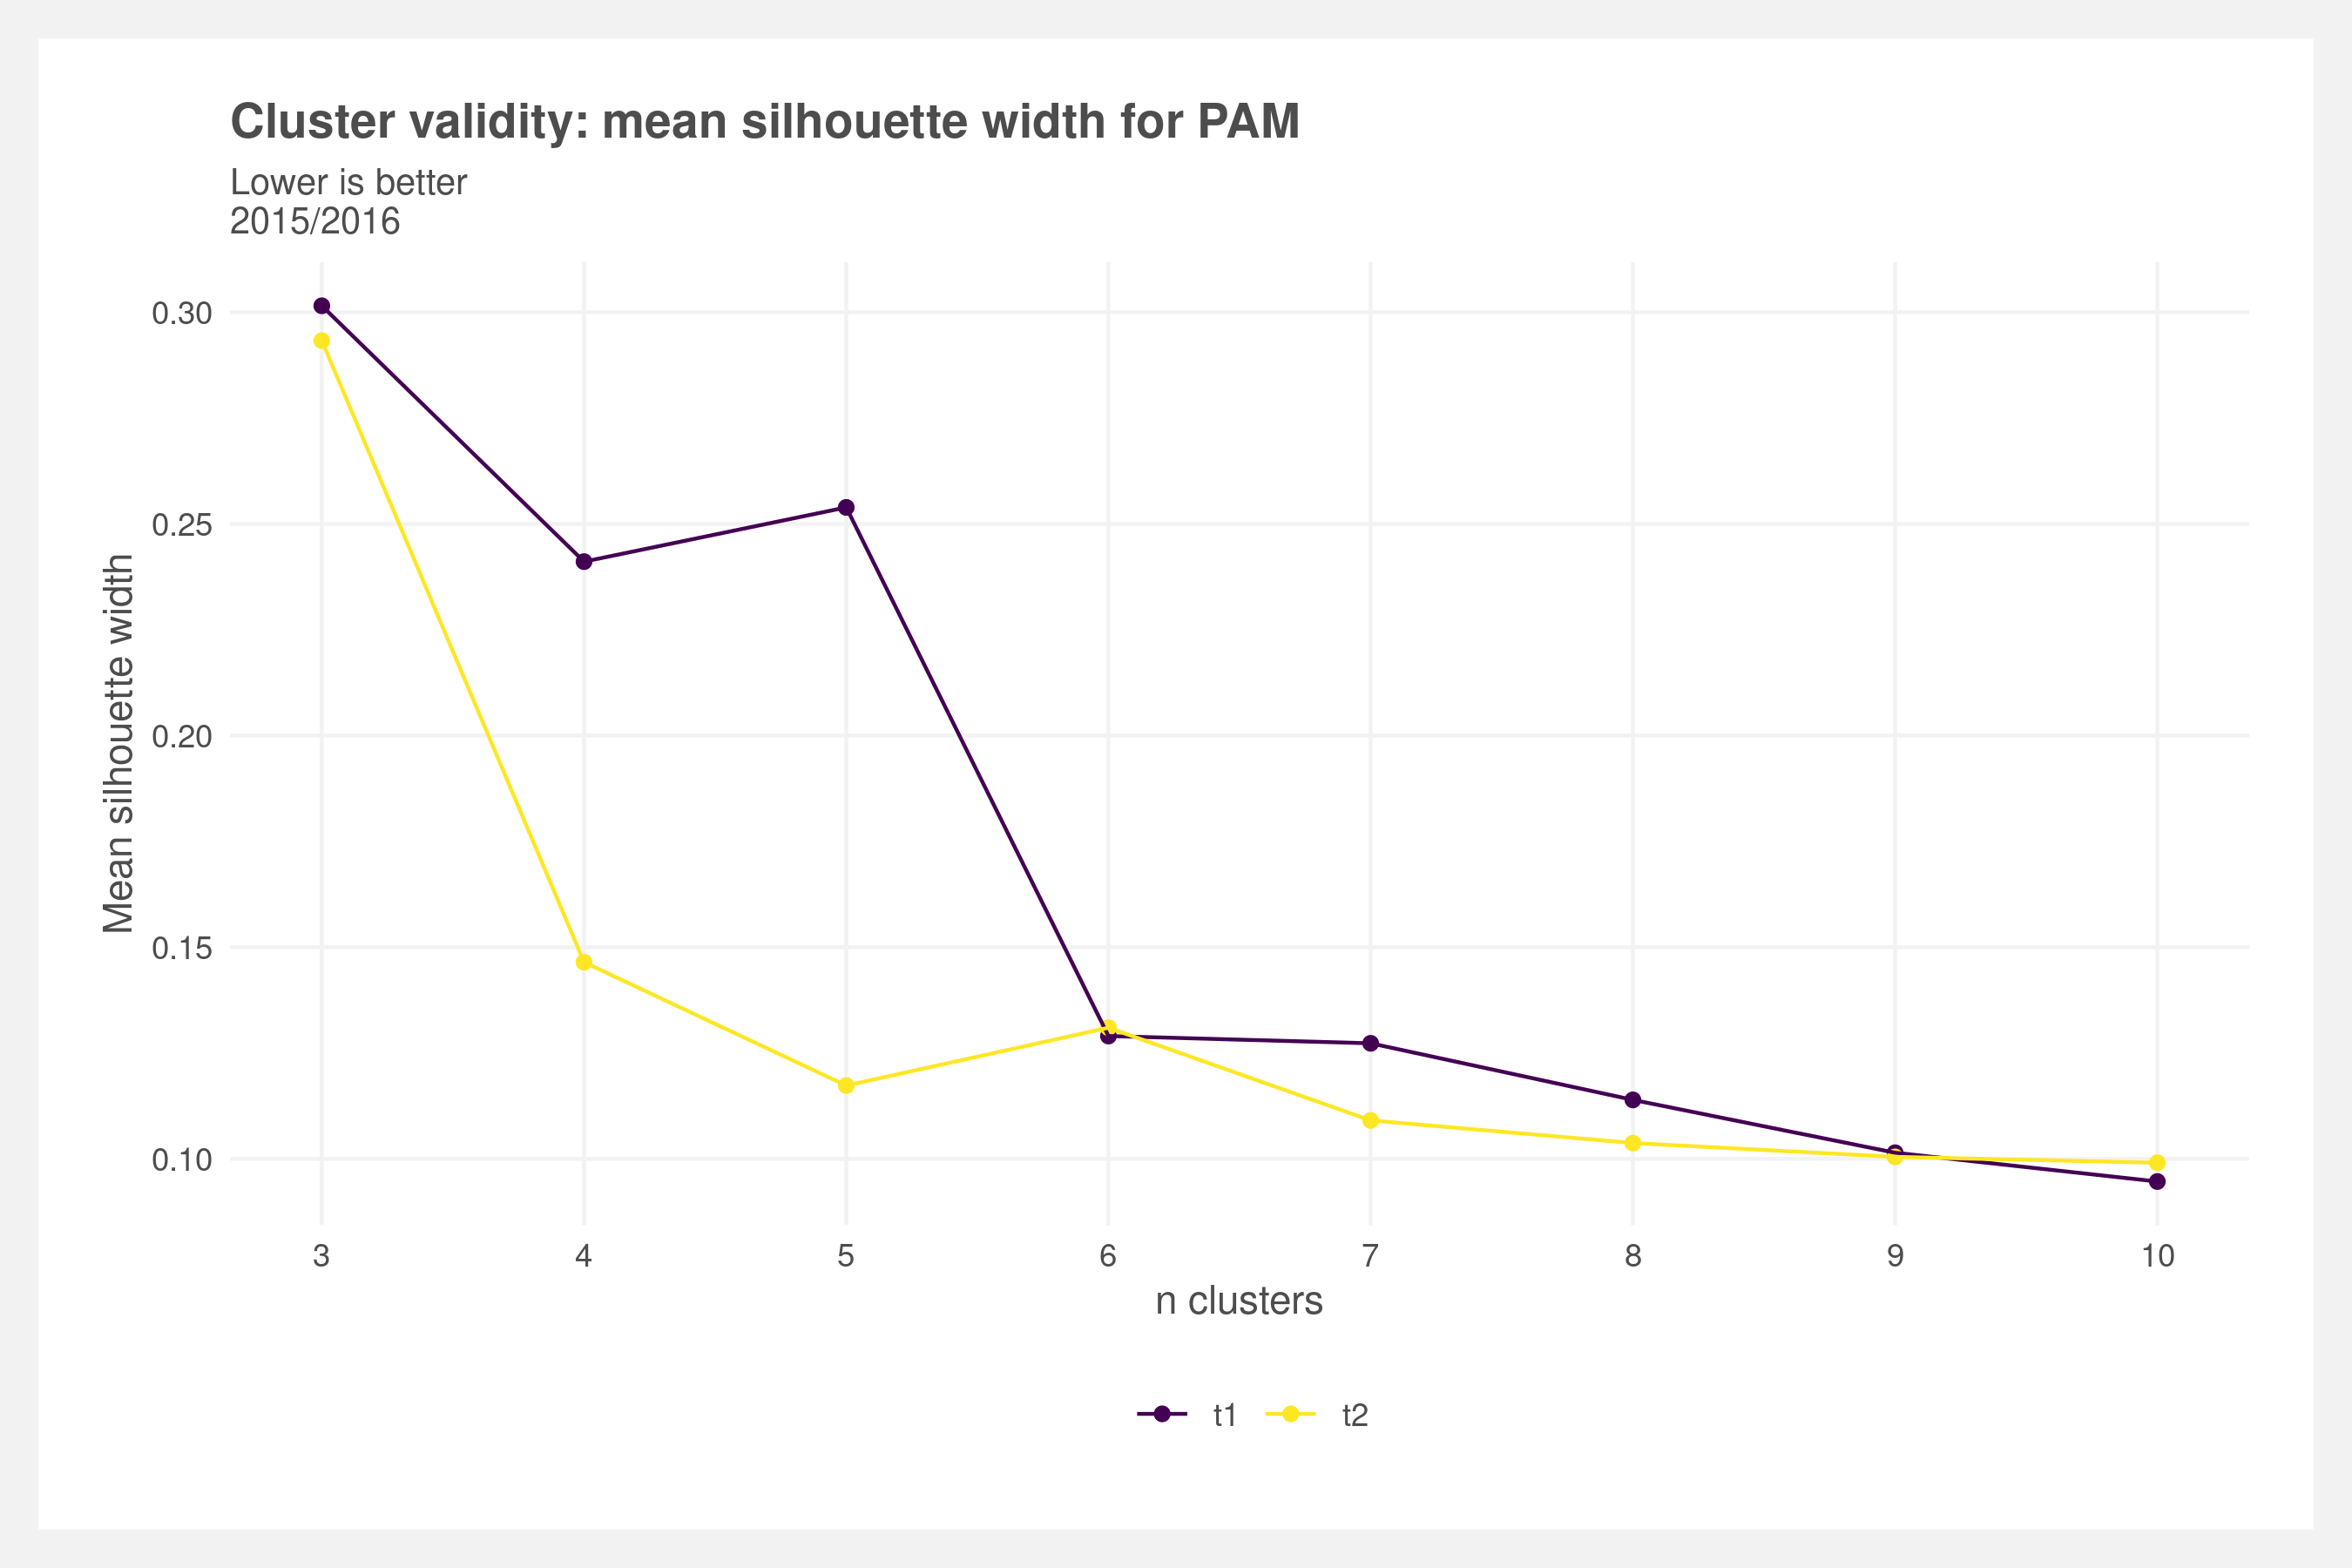 Cluster validity: mean silhouette width for PAM
Lower is better
2015/2016
Mean silhouette width
0.30
0.25
0.20
0.15
0.10
3 4 5 6 7 8 9 10
n clusters
t1 t2